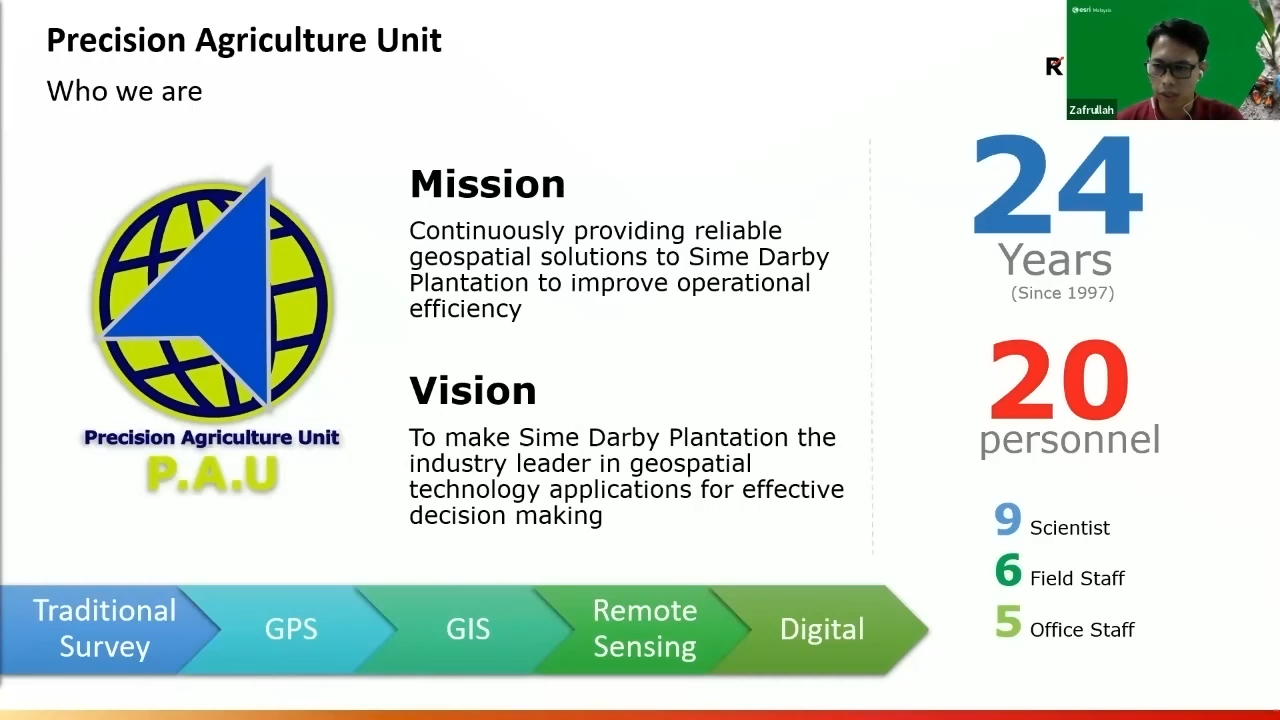 Precision Agriculture Unit
Who we are
esri Malaysia
Zafrullah
Precision Agriculture Unit
P.A.U
Mission
Continuously providing reliable
geospatial solutions to Sime Darby
Plantation to improve operational
efficiency
Vision
To make Sime Darby Plantation the
industry leader in geospatial
technology applications for effective
decision making
24
Years
(Since 1997)
20
personnel
9 Scientist
6 Field Staff
5 Office Staff
Traditional
Survey
GPS
GIS
Remote
Sensing
Digital